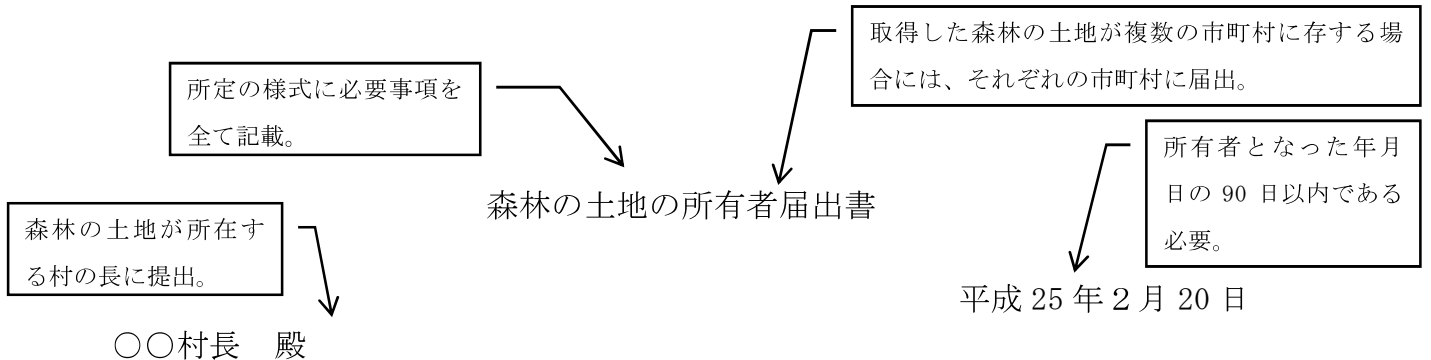 取得した森林の土地が複数の市町村に存する場
合には、それぞれの市町村に届出。
所定の様式に必要事項を
全て記載。
所有者となった年月
日の 90 日以内である
必要。
森林の土地の所有者届出書
森林の土地が所在す
る村の長に提出。
平成 25 年２月 20 日
○○村長　殿